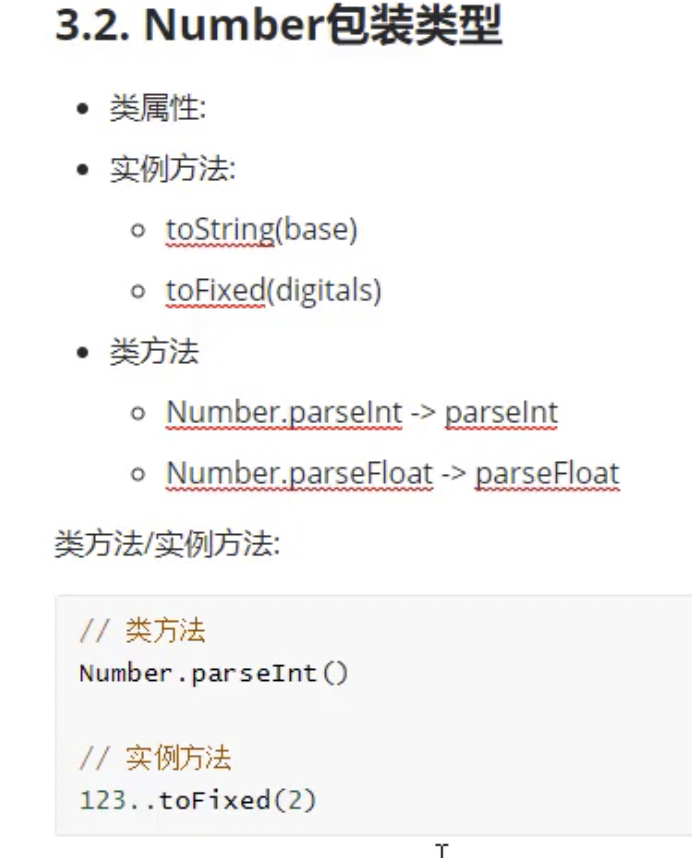 3.2. Number包装类型
类属性:
实例方法:
toString(base)
toFixed(digitals)
类方法
Number.parseInt -> parseInt
Number.parseFloat -> parseFloat
类方法/实例方法:
// 类方法
Number.parseInt()
// 实例方法
123..toFixed(2)